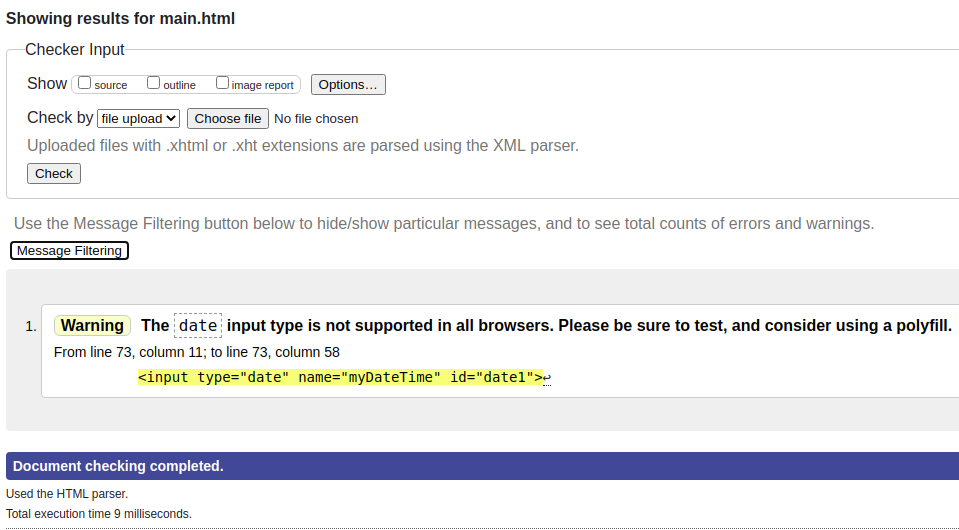 Showing results for main.html
Checker Input
Show source outline image report Options…
Check by file upload Choose file No file chosen
Uploaded files with .xhtml or .xht extensions are parsed using the XML parser.
Check
Use the Message Filtering button below to hide/show particular messages, and to see total counts of errors and warnings.
Message Filtering
1. Warning The date input type is not supported in all browsers. Please be sure to test, and consider using a polyfill.
From line 73, column 11; to line 73, column 58
<input type="date" name="myDateTime" id="date1">↩
Document checking completed.
Used the HTML parser.
Total execution time 9 milliseconds.